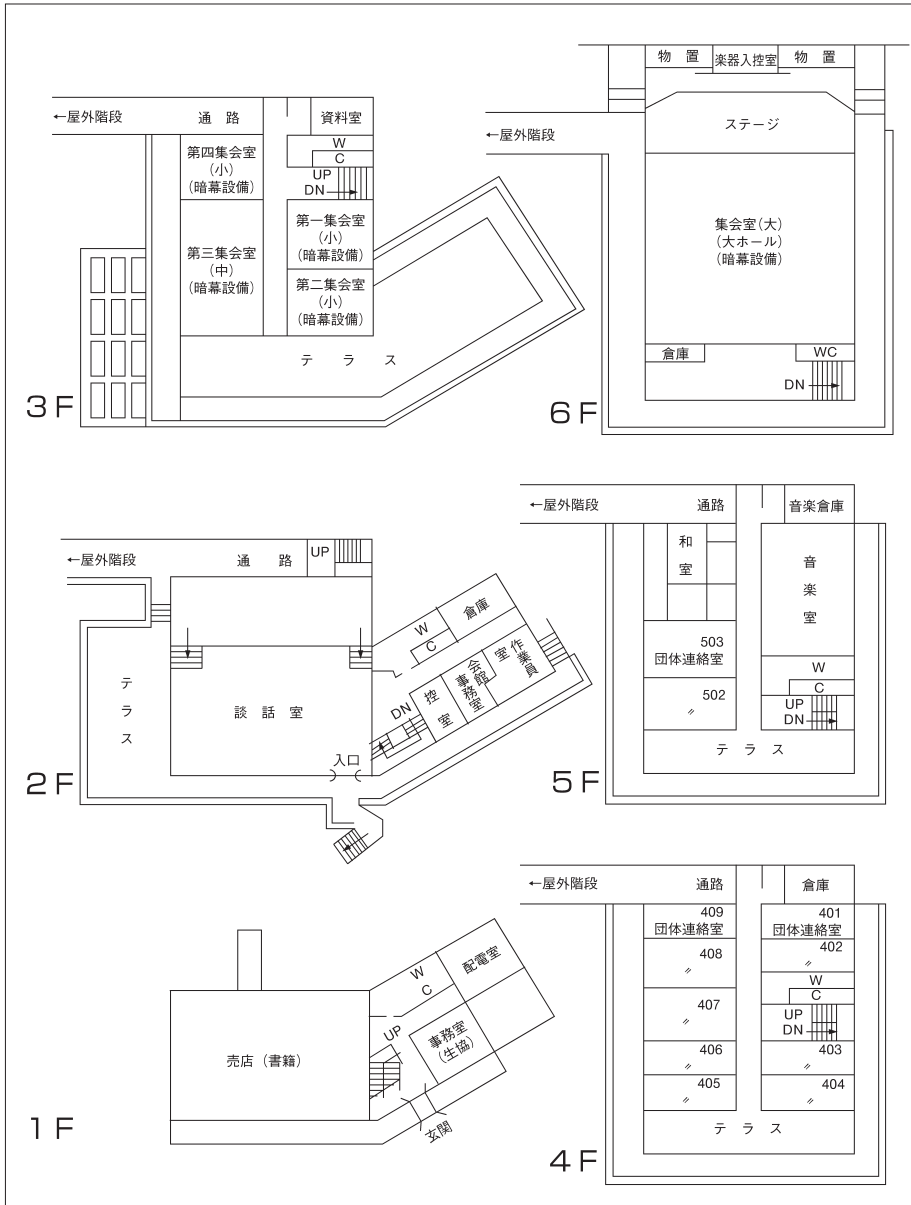 ←屋外階段
通路
資料室
W
C
UP
DN
第四集会室
(小)
(暗幕設備)
第三集会室
(中)
(暗幕設備)
第一集会室
(小)
(暗幕設備)
第二集会室
(小)
(暗幕設備)
テラス
3F
物置
楽器入控室
物置
ステージ
←屋外階段
集会室(大)
(大ホール)
(暗幕設備)
倉庫
WC
DN
6F
←屋外階段
通路
UP
倉庫
W
C
作業員室
会館事務室
控室
DN
テラス
談話室
入口
2F
←屋外階段
通路
音楽倉庫
和室
音楽室
503
団体連絡室
502
〃
W
C
UP
DN
テラス
5F
配電室
W
C
UP
事務室
(生協)
売店(書籍)
玄関
1F
←屋外階段
通路
倉庫
409
団体連絡室
408
〃
407
〃
406
〃
405
〃
401
団体連絡室
402
〃
W
C
UP
DN
403
〃
404
〃
テラス
4F